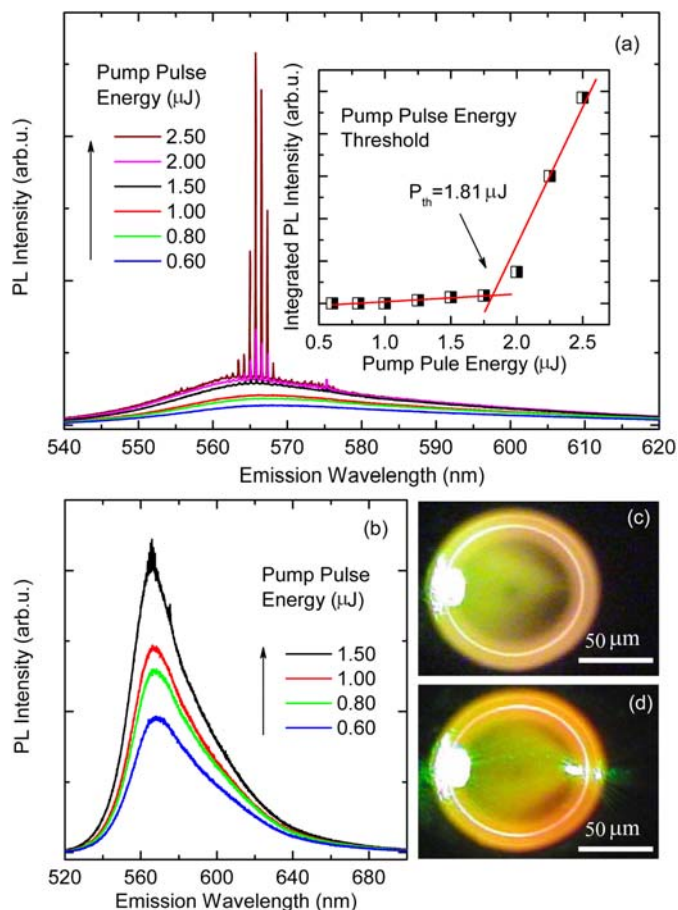 (a)
Pump Pulse
Energy (μJ)
2.50
2.00
1.50
1.00
0.80
0.60
PL Intensity (arb.u.)
Pump Pulse Energy
Threshold
Pth=1.81 μJ
Integrated PL Intensity (arb.u.)
0.5 1.0 1.5 2.0 2.5
Pump Pule Energy (μJ)
540 550 560 570 580 590 600 610 620
Emission Wavelength (nm)
(b)
Pump Pulse
Energy (μJ)
1.50
1.00
0.80
0.60
PL Intensity (arb.u.)
520 560 600 640 680
Emission Wavelength (nm)
(c)
50 μm
(d)
50 μm